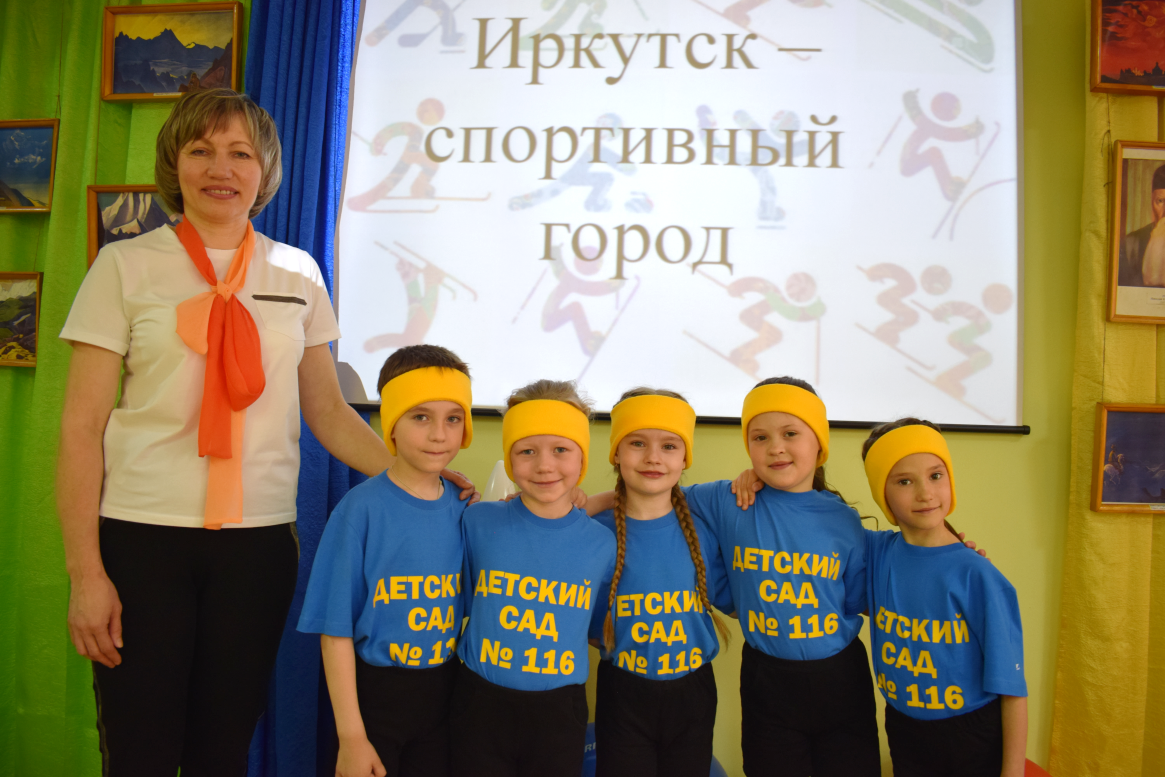 Иркутск –
спортивный
город
ДЕТСКИЙ
САД
№ 11
ДЕТСКИЙ
САД
№ 116
ДЕТСКИЙ
САД
№ 116
ДЕТСКИЙ
САД
№ 116
ДЕТСКИЙ
САД
№ 116